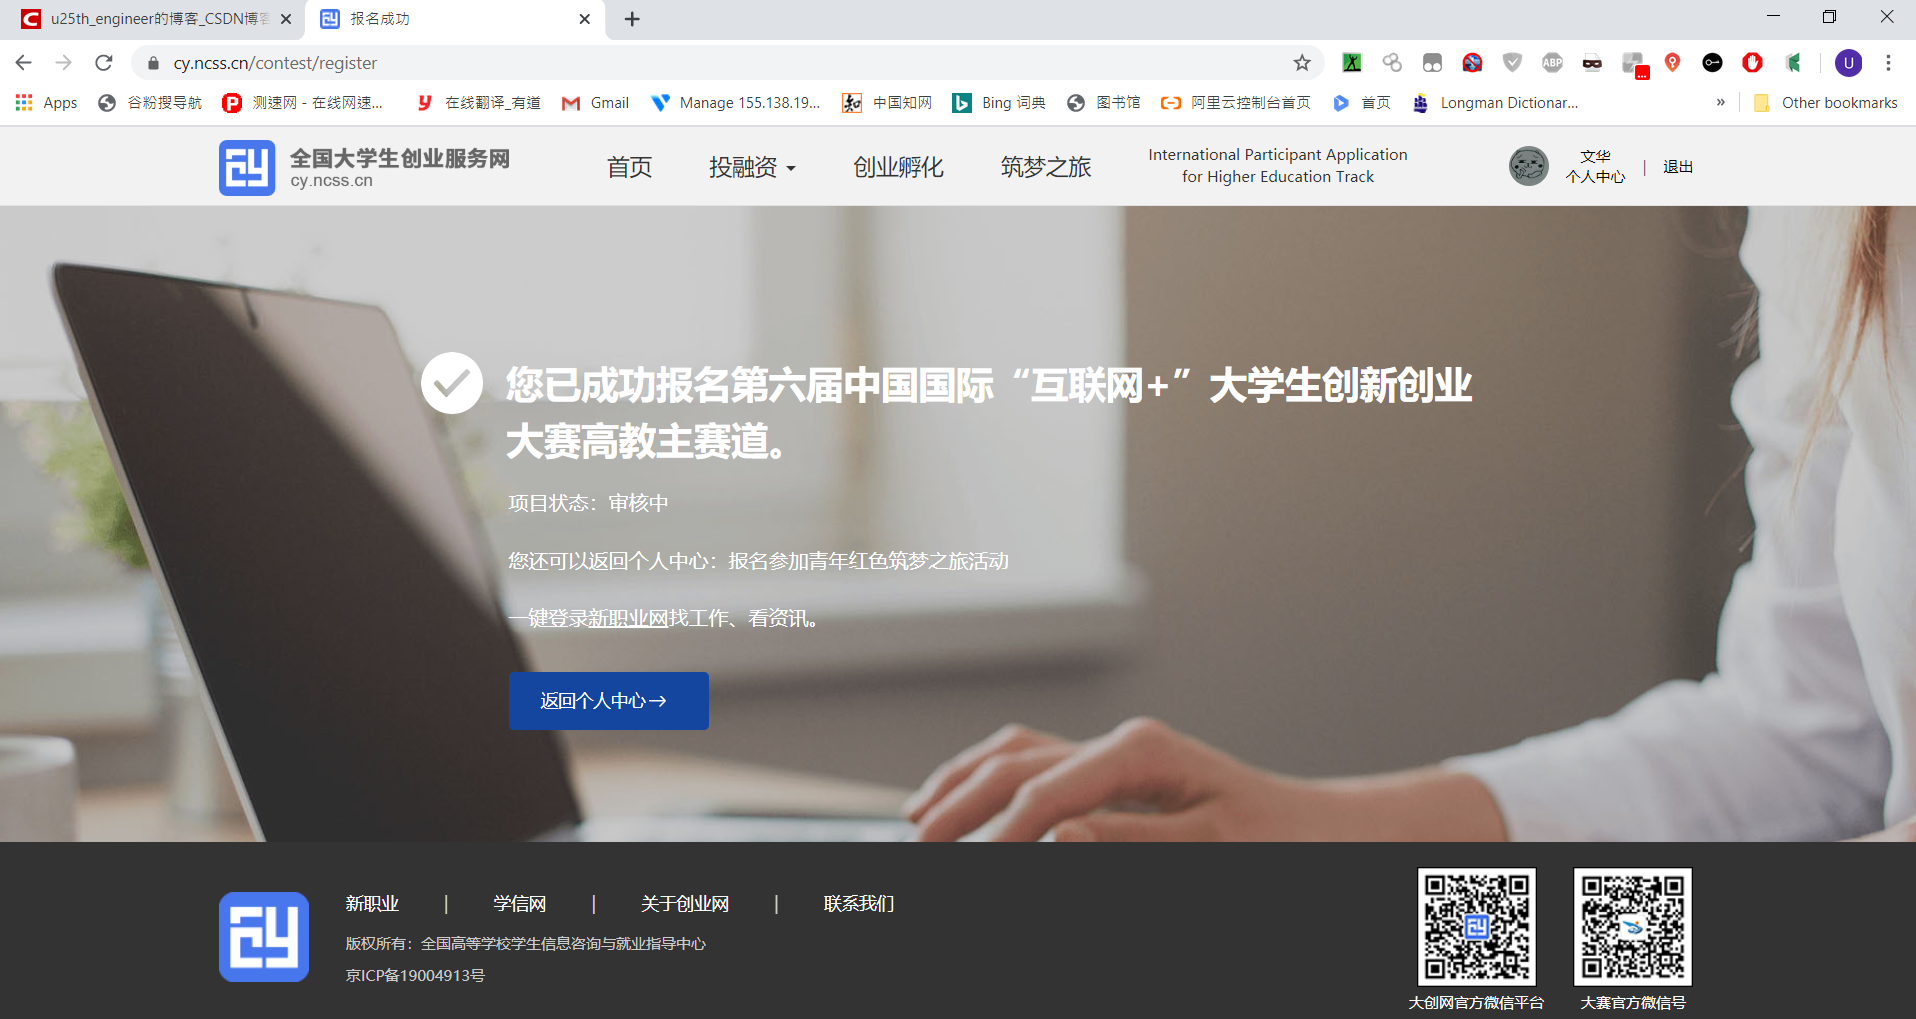 u25th_engineer的博客_CSDN博客
报名成功
cy.ncss.cn/contest/register
ABP
U
Apps
谷粉搜导航
测速网 - 在线网速...
在线翻译_有道
Gmail
Manage 155.138.19...
中国知网
Bing 词典
图书馆
阿里云控制台首页
首页
Longman Dictionar...
»
Other bookmarks
全国大学生创业服务网
cy.ncss.cn
首页
投融资
创业孵化
筑梦之旅
International Participant Application
for Higher Education Track
文华
个人中心
|
退出
您已成功报名第六届中国国际“互联网+”大学生创新创业
大赛高教主赛道。
项目状态：审核中
您还可以返回个人中心：报名参加青年红色筑梦之旅活动
一键登录新职业网找工作、看资讯。
返回个人中心→
新职业 | 学信网 | 关于创业网 | 联系我们
版权所有：全国高等学校学生信息咨询与就业指导中心
京ICP备19004913号
大创网官方微信平台
大赛官方微信号